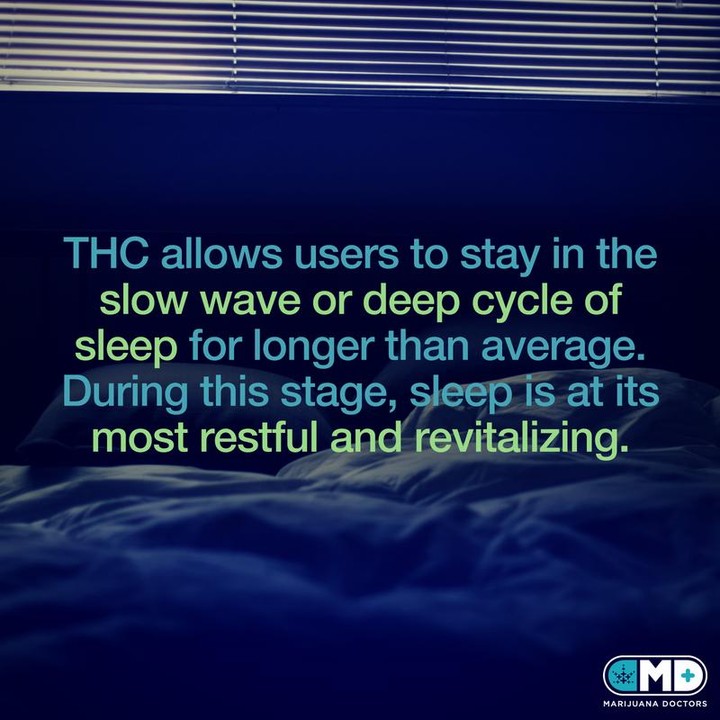 THC allows users to stay in the
slow wave or deep cycle of
sleep for longer than average.
During this stage, sleep is at its
most restful and revitalizing.
MD+
MARIJUANA DOCTORS